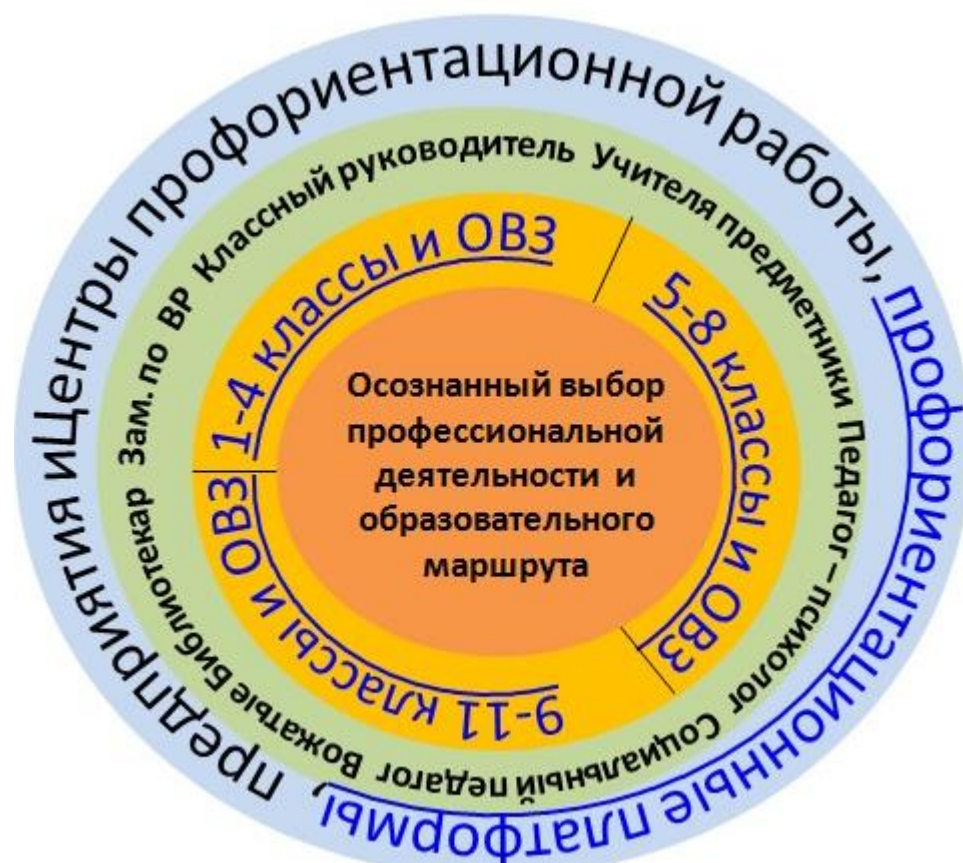 Центры профориентационной работы, профориентационные платформы, предприятия и
Классный руководитель Учителя предметники Педагог – психолог Социальный педагог Вожатые Библиотекар Зам. по ВР
1-4 классы и ОВЗ
5-8 классы и ОВЗ
9-11 классы и ОВЗ
Осознанный выбор
профессиональной
деятельности и
образовательного
маршрута